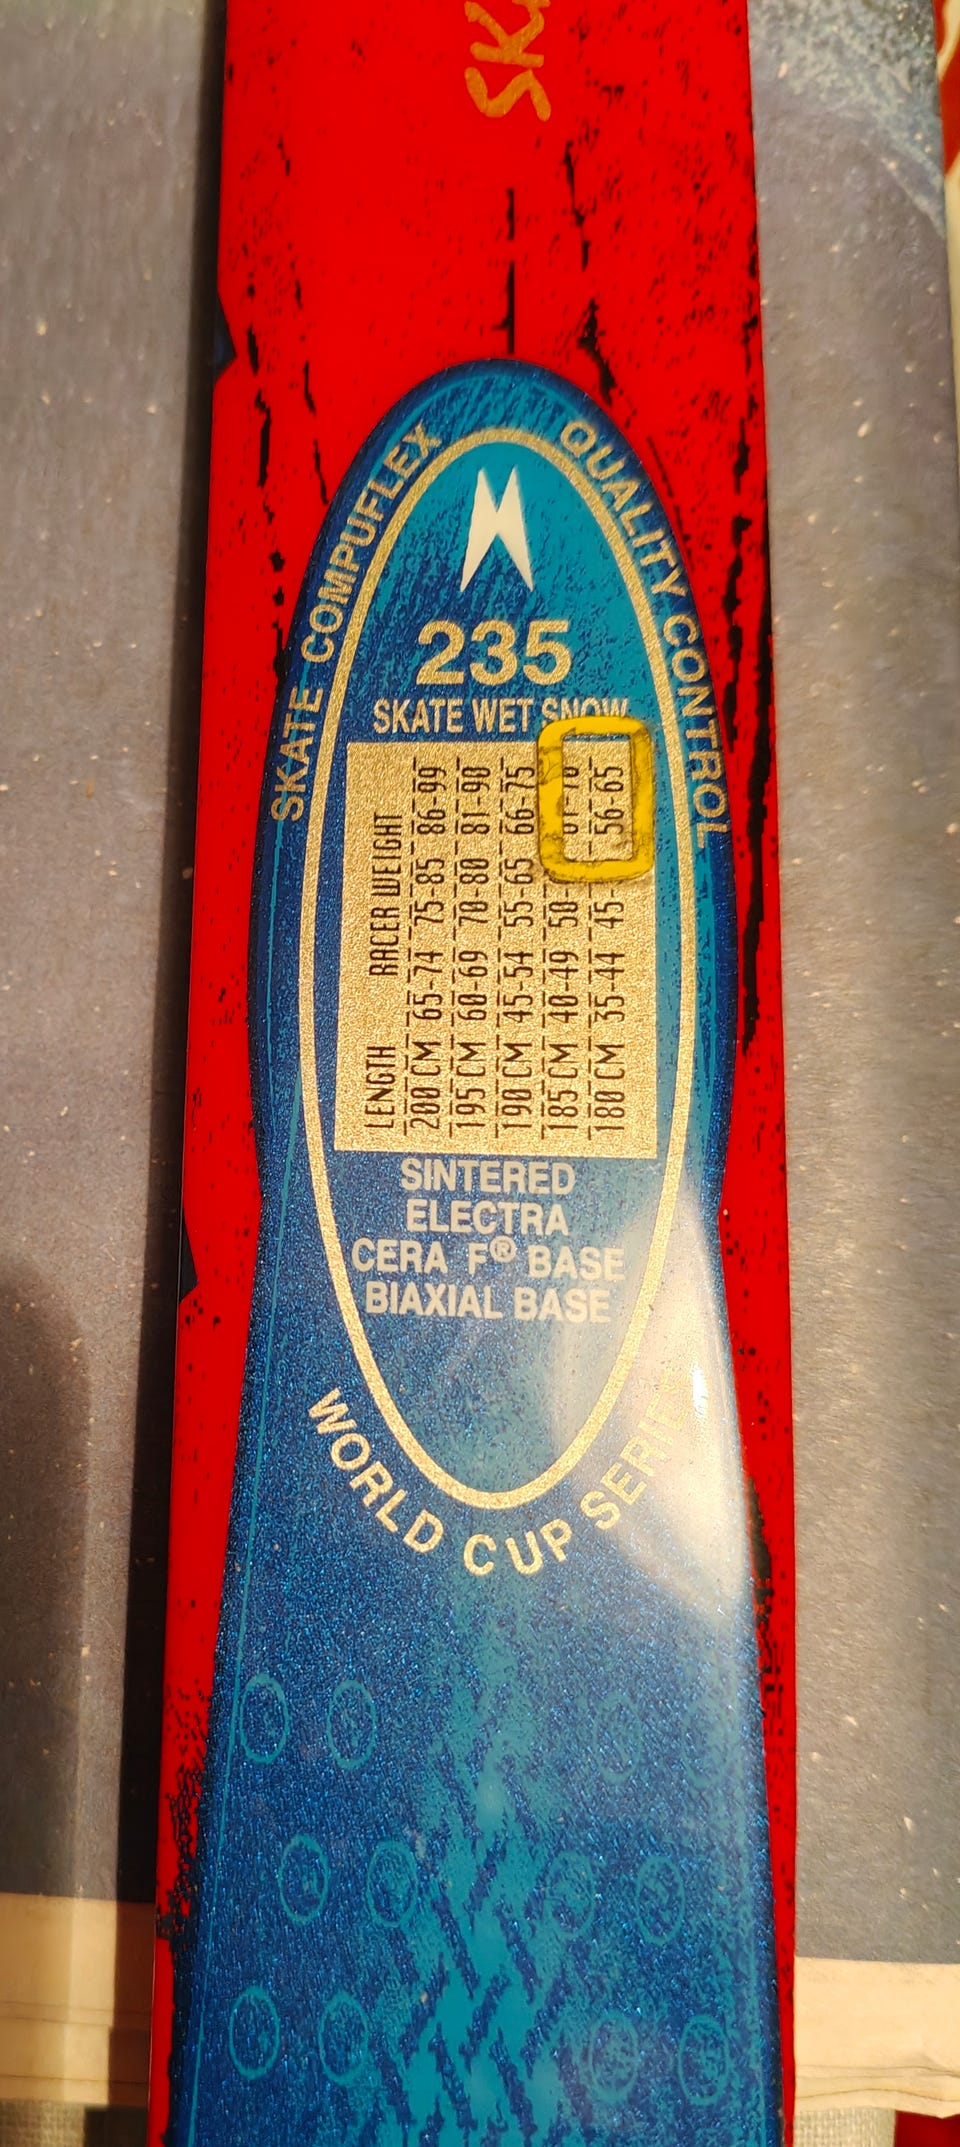 SKATE COMPUFLEX
QUALITY CONTROL
235
SKATE WET SNOW
LENGTH RACER WEIGHT
200 CM 65-74 75-85 86-99
195 CM 60-69 70-80 81-90
190 CM 45-54 55-65 66-75
185 CM 40-49
180 CM 35-44 45- 56-65
SINTERED
ELECTRA
CERA F® BASE
BIAXIAL BASE
WORLD CUP SERIES